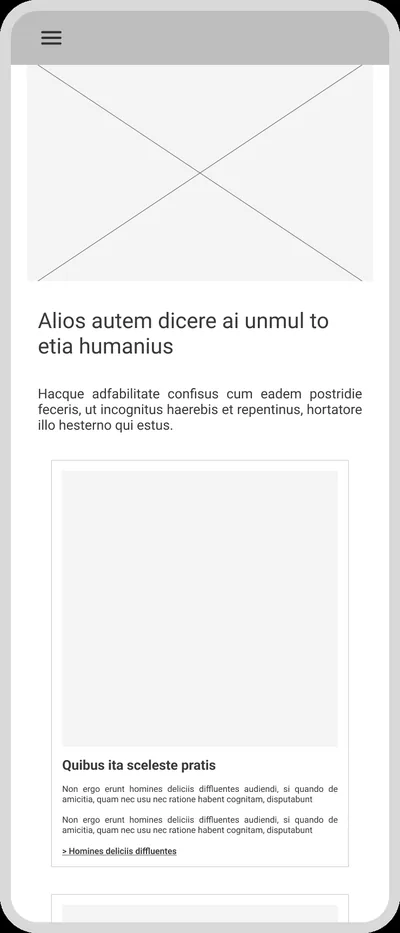 Alios autem dicere ai unmul to
etia humanius
Hacque adfabilitate confisus cum eadem postridie
feceris, ut incognitus haerebis et repentinus, hortatore
illo hesterno qui estus.
Quibus ita sceleste pratis
Non ergo erunt homines deliciis diffluentes audiendi, si quando de
amicitia, quam nec usu nec ratione habent cognitam, disputabunt
Non ergo erunt homines deliciis diffluentes audiendi, si quando de
amicitia, quam nec usu nec ratione habent cognitam, disputabunt
> Homines deliciis diffluentes